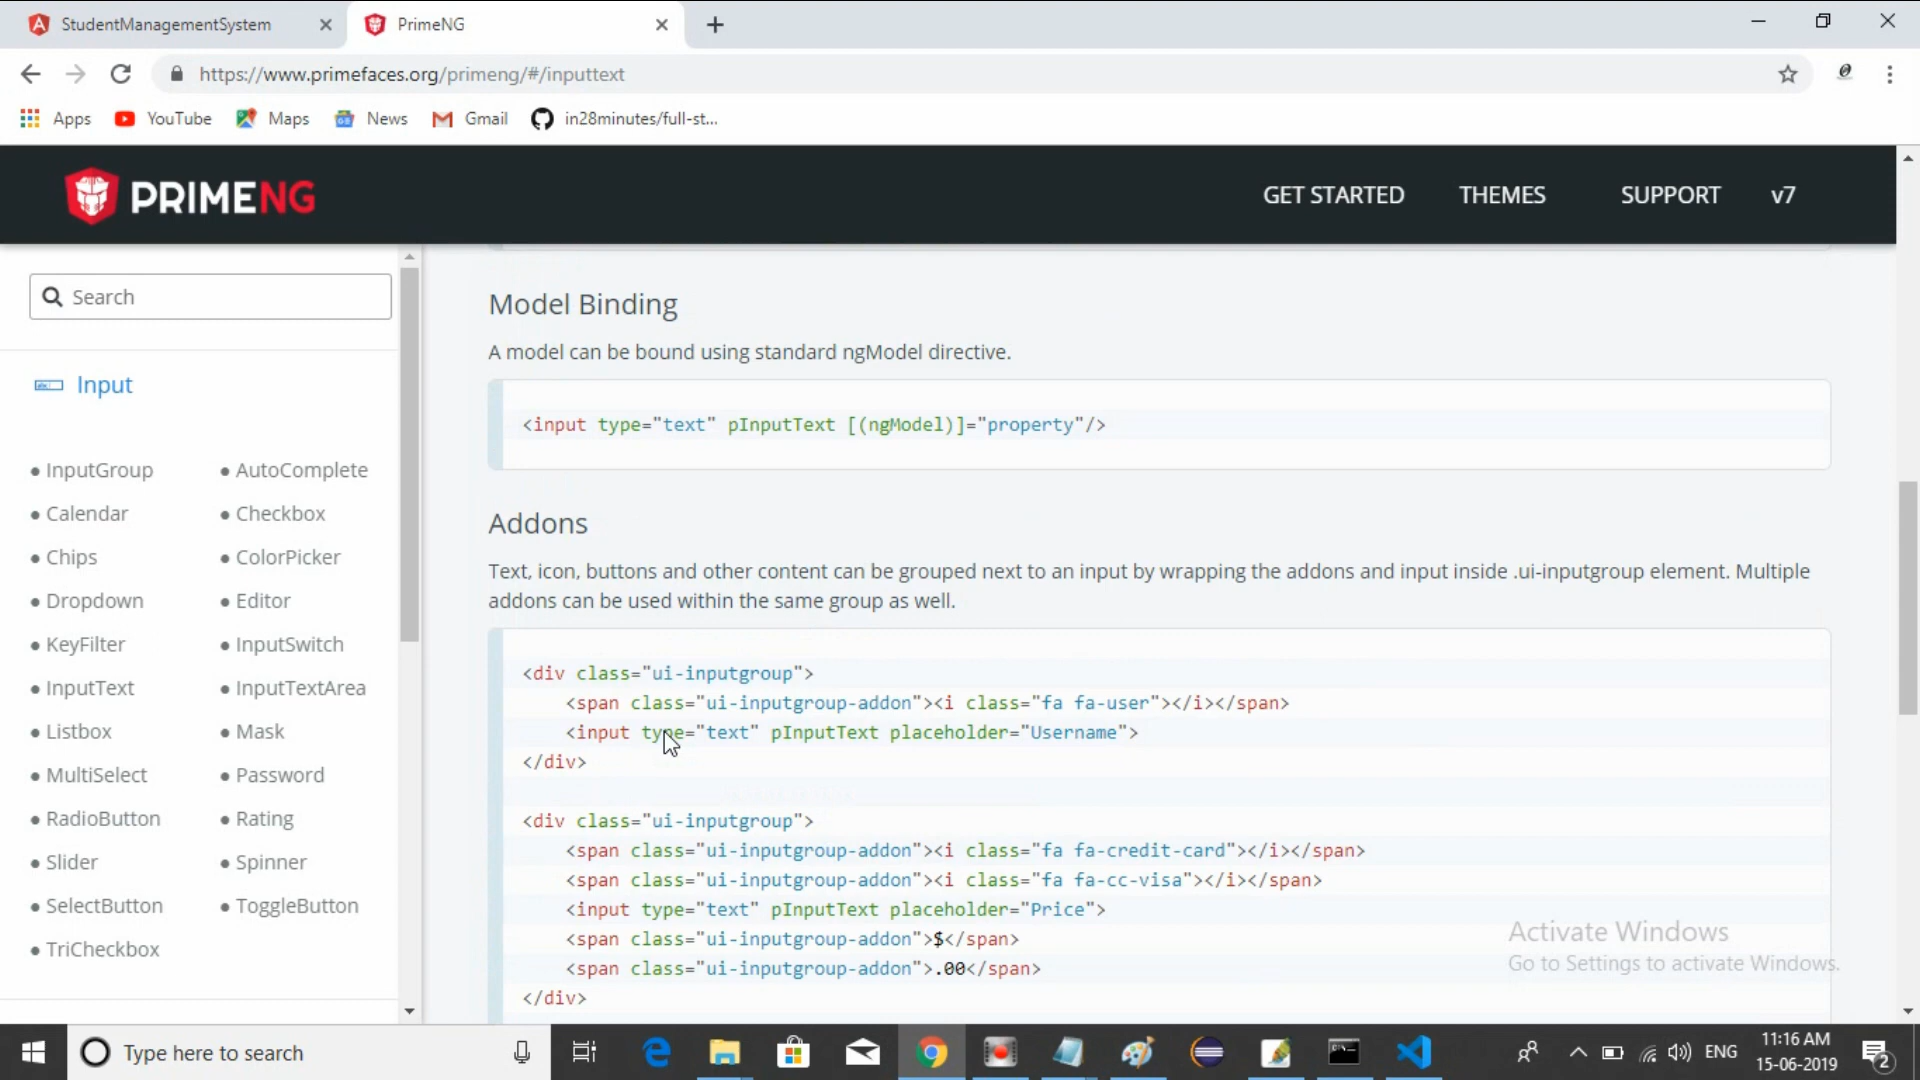 StudentManagementSystem
PrimeNG
https://www.primefaces.org/primeng/#/inputtext
Apps
YouTube
Maps
News
Gmail
in28minutes/full-st...
PRIMENG
GET STARTED
THEMES
SUPPORT
v7
Search
Input
InputGroup
AutoComplete
Calendar
Checkbox
Chips
ColorPicker
Dropdown
Editor
KeyFilter
InputSwitch
InputText
InputTextArea
Listbox
Mask
MultiSelect
Password
RadioButton
Rating
Slider
Spinner
SelectButton
ToggleButton
TriCheckbox
Model Binding
A model can be bound using standard ngModel directive.
<input type="text" pInputText [(ngModel)]="property"/>
Addons
Text, icon, buttons and other content can be grouped next to an input by wrapping the addons and input inside .ui-inputgroup element. Multiple
addons can be used within the same group as well.
<div class="ui-inputgroup">
<span class="ui-inputgroup-addon"><i class="fa fa-user"></i></span>
<input type="text" pInputText placeholder="Username">
</div>
<div class="ui-inputgroup">
<span class="ui-inputgroup-addon"><i class="fa fa-credit-card"></i></span>
<span class="ui-inputgroup-addon"><i class="fa fa-cc-visa"></i></span>
<input type="text" pInputText placeholder="Price">
<span class="ui-inputgroup-addon">$</span>
<span class="ui-inputgroup-addon">.00</span>
</div>
Activate Windows
Go to Settings to activate Windows.
Type here to search
ENG
11:16 AM
15-06-2019
2